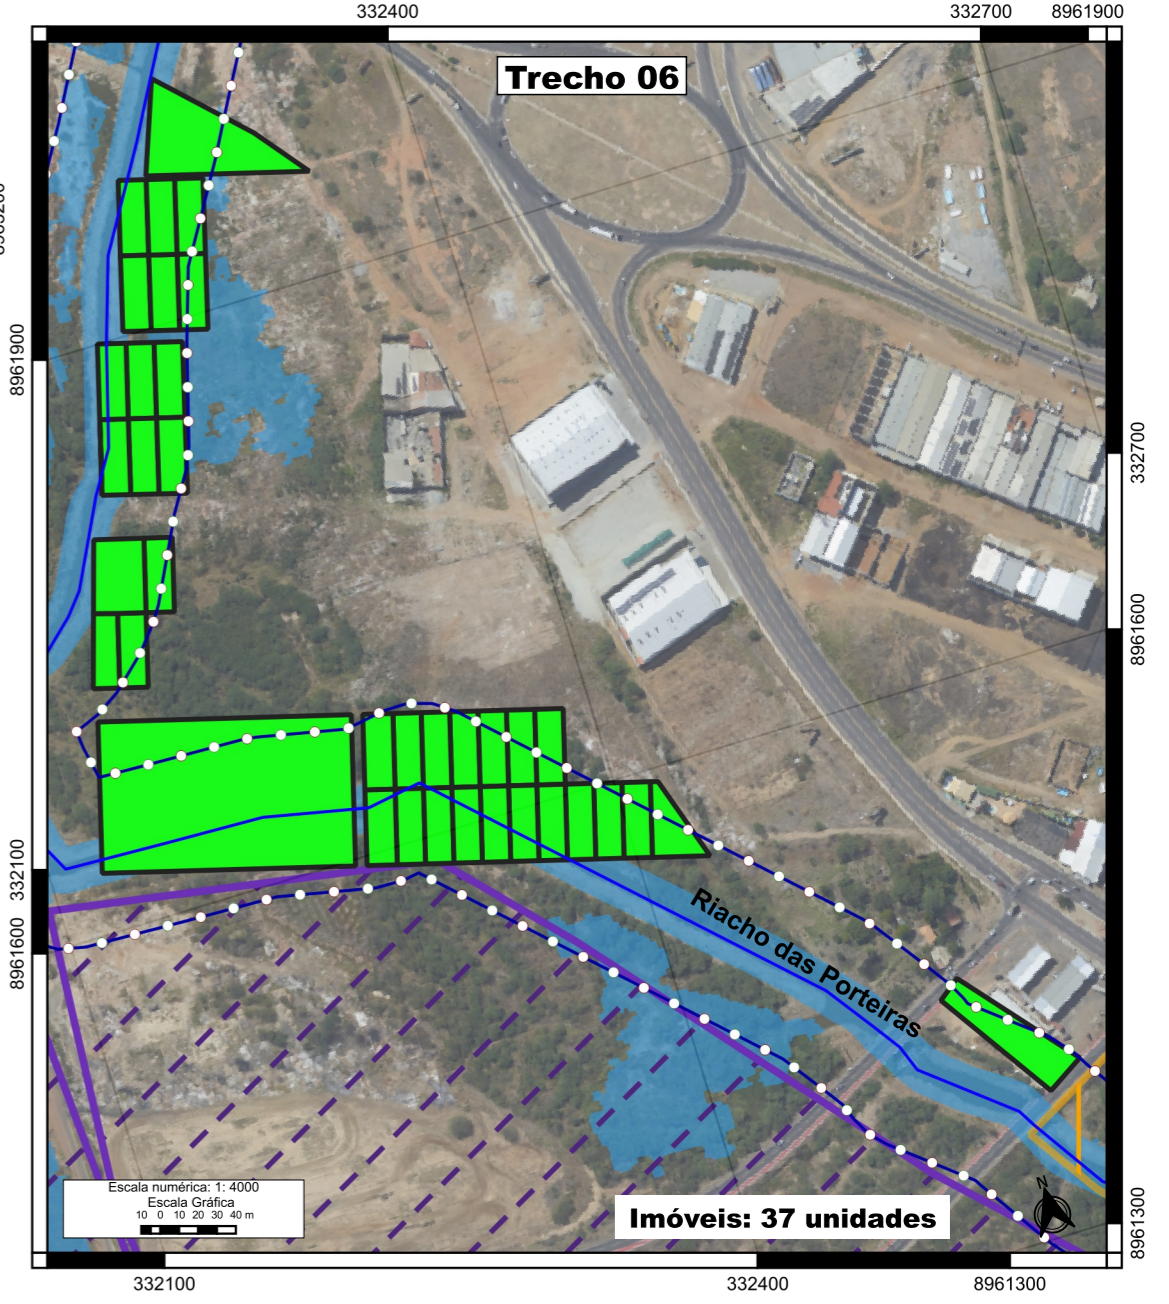 332400
332700
8961900
Trecho 06
8961900
332700
8961600
332100
8961600
Riacho das Porteiras
Escala numérica: 1: 4000
Escala Gráfica
10 0 10 20 30 40 m
Imóveis: 37 unidades
N
8961300
332100
332400
8961300